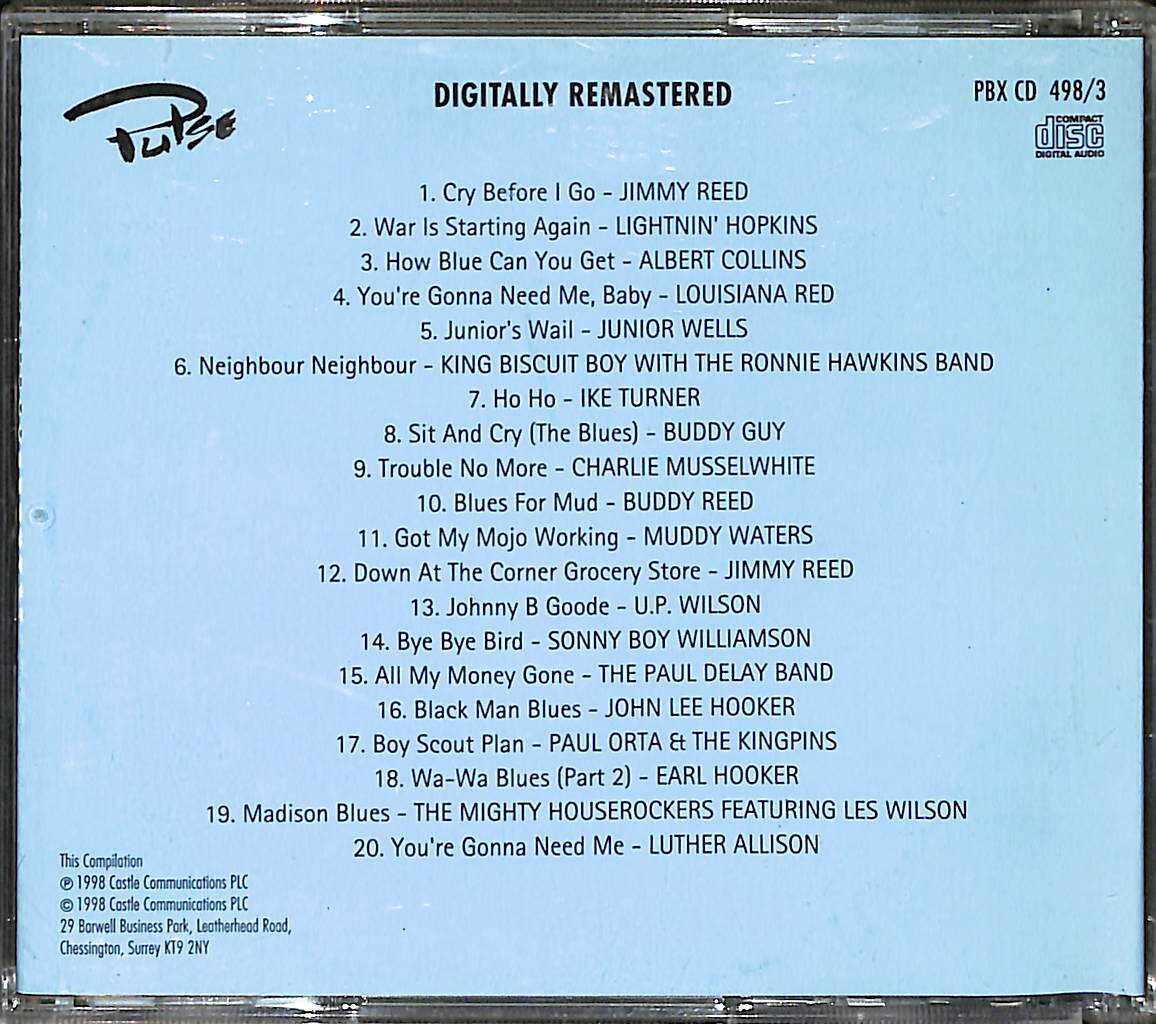 Pulse
DIGITALLY REMASTERED
PBX CD 498/3
COMPACT
disc
DIGITAL AUDIO
1. Cry Before I Go - JIMMY REED
2. War Is Starting Again - LIGHTNIN' HOPKINS
3. How Blue Can You Get - ALBERT COLLINS
4. You're Gonna Need Me, Baby - LOUISIANA RED
5. Junior's Wail - JUNIOR WELLS
6. Neighbour Neighbour - KING BISCUIT BOY WITH THE RONNIE HAWKINS BAND
7. Ho Ho - IKE TURNER
8. Sit And Cry (The Blues) - BUDDY GUY
9. Trouble No More - CHARLIE MUSSELWHITE
10. Blues For Mud - BUDDY REED
11. Got My Mojo Working - MUDDY WATERS
12. Down At The Corner Grocery Store - JIMMY REED
13. Johnny B Goode - U.P. WILSON
14. Bye Bye Bird - SONNY BOY WILLIAMSON
15. All My Money Gone - THE PAUL DELAY BAND
16. Black Man Blues - JOHN LEE HOOKER
17. Boy Scout Plan - PAUL ORTA & THE KINGPINS
18. Wa-Wa Blues (Part 2) - EARL HOOKER
19. Madison Blues - THE MIGHTY HOUSEROCKERS FEATURING LES WILSON
20. You're Gonna Need Me - LUTHER ALLISON
This Compilation
℗ 1998 Castle Communications PLC
© 1998 Castle Communications PLC
29 Barwell Business Park, Leatherhead Road,
Chessington, Surrey KT9 2NY